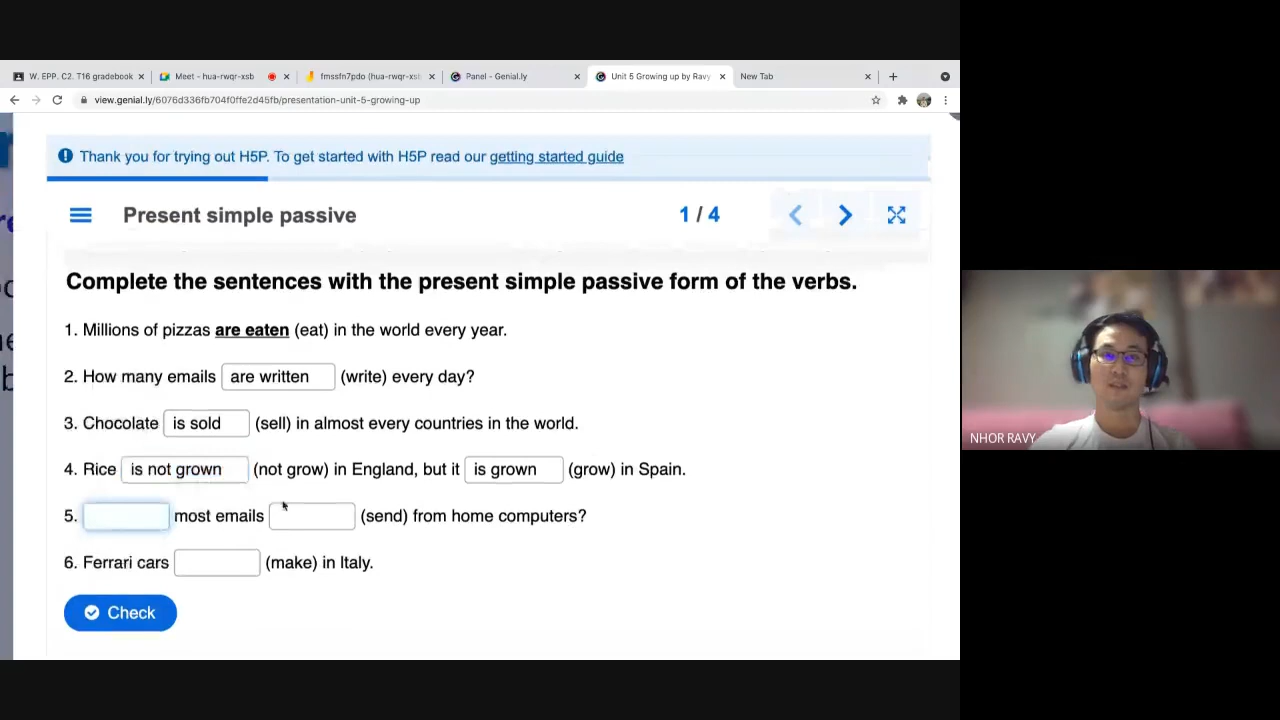 W. EPP. C2. T16 gradebook
Meet - hua-rwqr-xsb
fmssfn7pdo (hua-rwqr-xs
Panel - Genial.ly
Unit 5 Growing up by Ravy
New Tab
view.genial.ly/6076d336fb704f0ffe2d45fb/presentation-unit-5-growing-up
Thank you for trying out H5P. To get started with H5P read our getting started guide
Present simple passive
1 / 4
Complete the sentences with the present simple passive form of the verbs.
1. Millions of pizzas are eaten (eat) in the world every year.
2. How many emails are written (write) every day?
3. Chocolate is sold (sell) in almost every countries in the world.
4. Rice is not grown (not grow) in England, but it is grown (grow) in Spain.
5. most emails (send) from home computers?
6. Ferrari cars (make) in Italy.
Check
NHOR RAVY